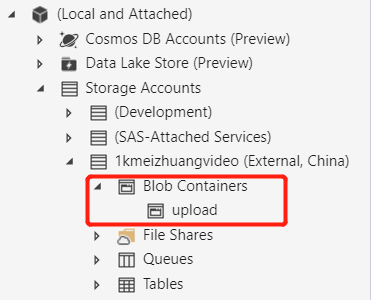 (Local and Attached)
Cosmos DB Accounts (Preview)
Data Lake Store (Preview)
Storage Accounts
(Development)
(SAS-Attached Services)
1kmeizhuangvideo (External, China)
Blob Containers
upload
File Shares
Queues
Tables